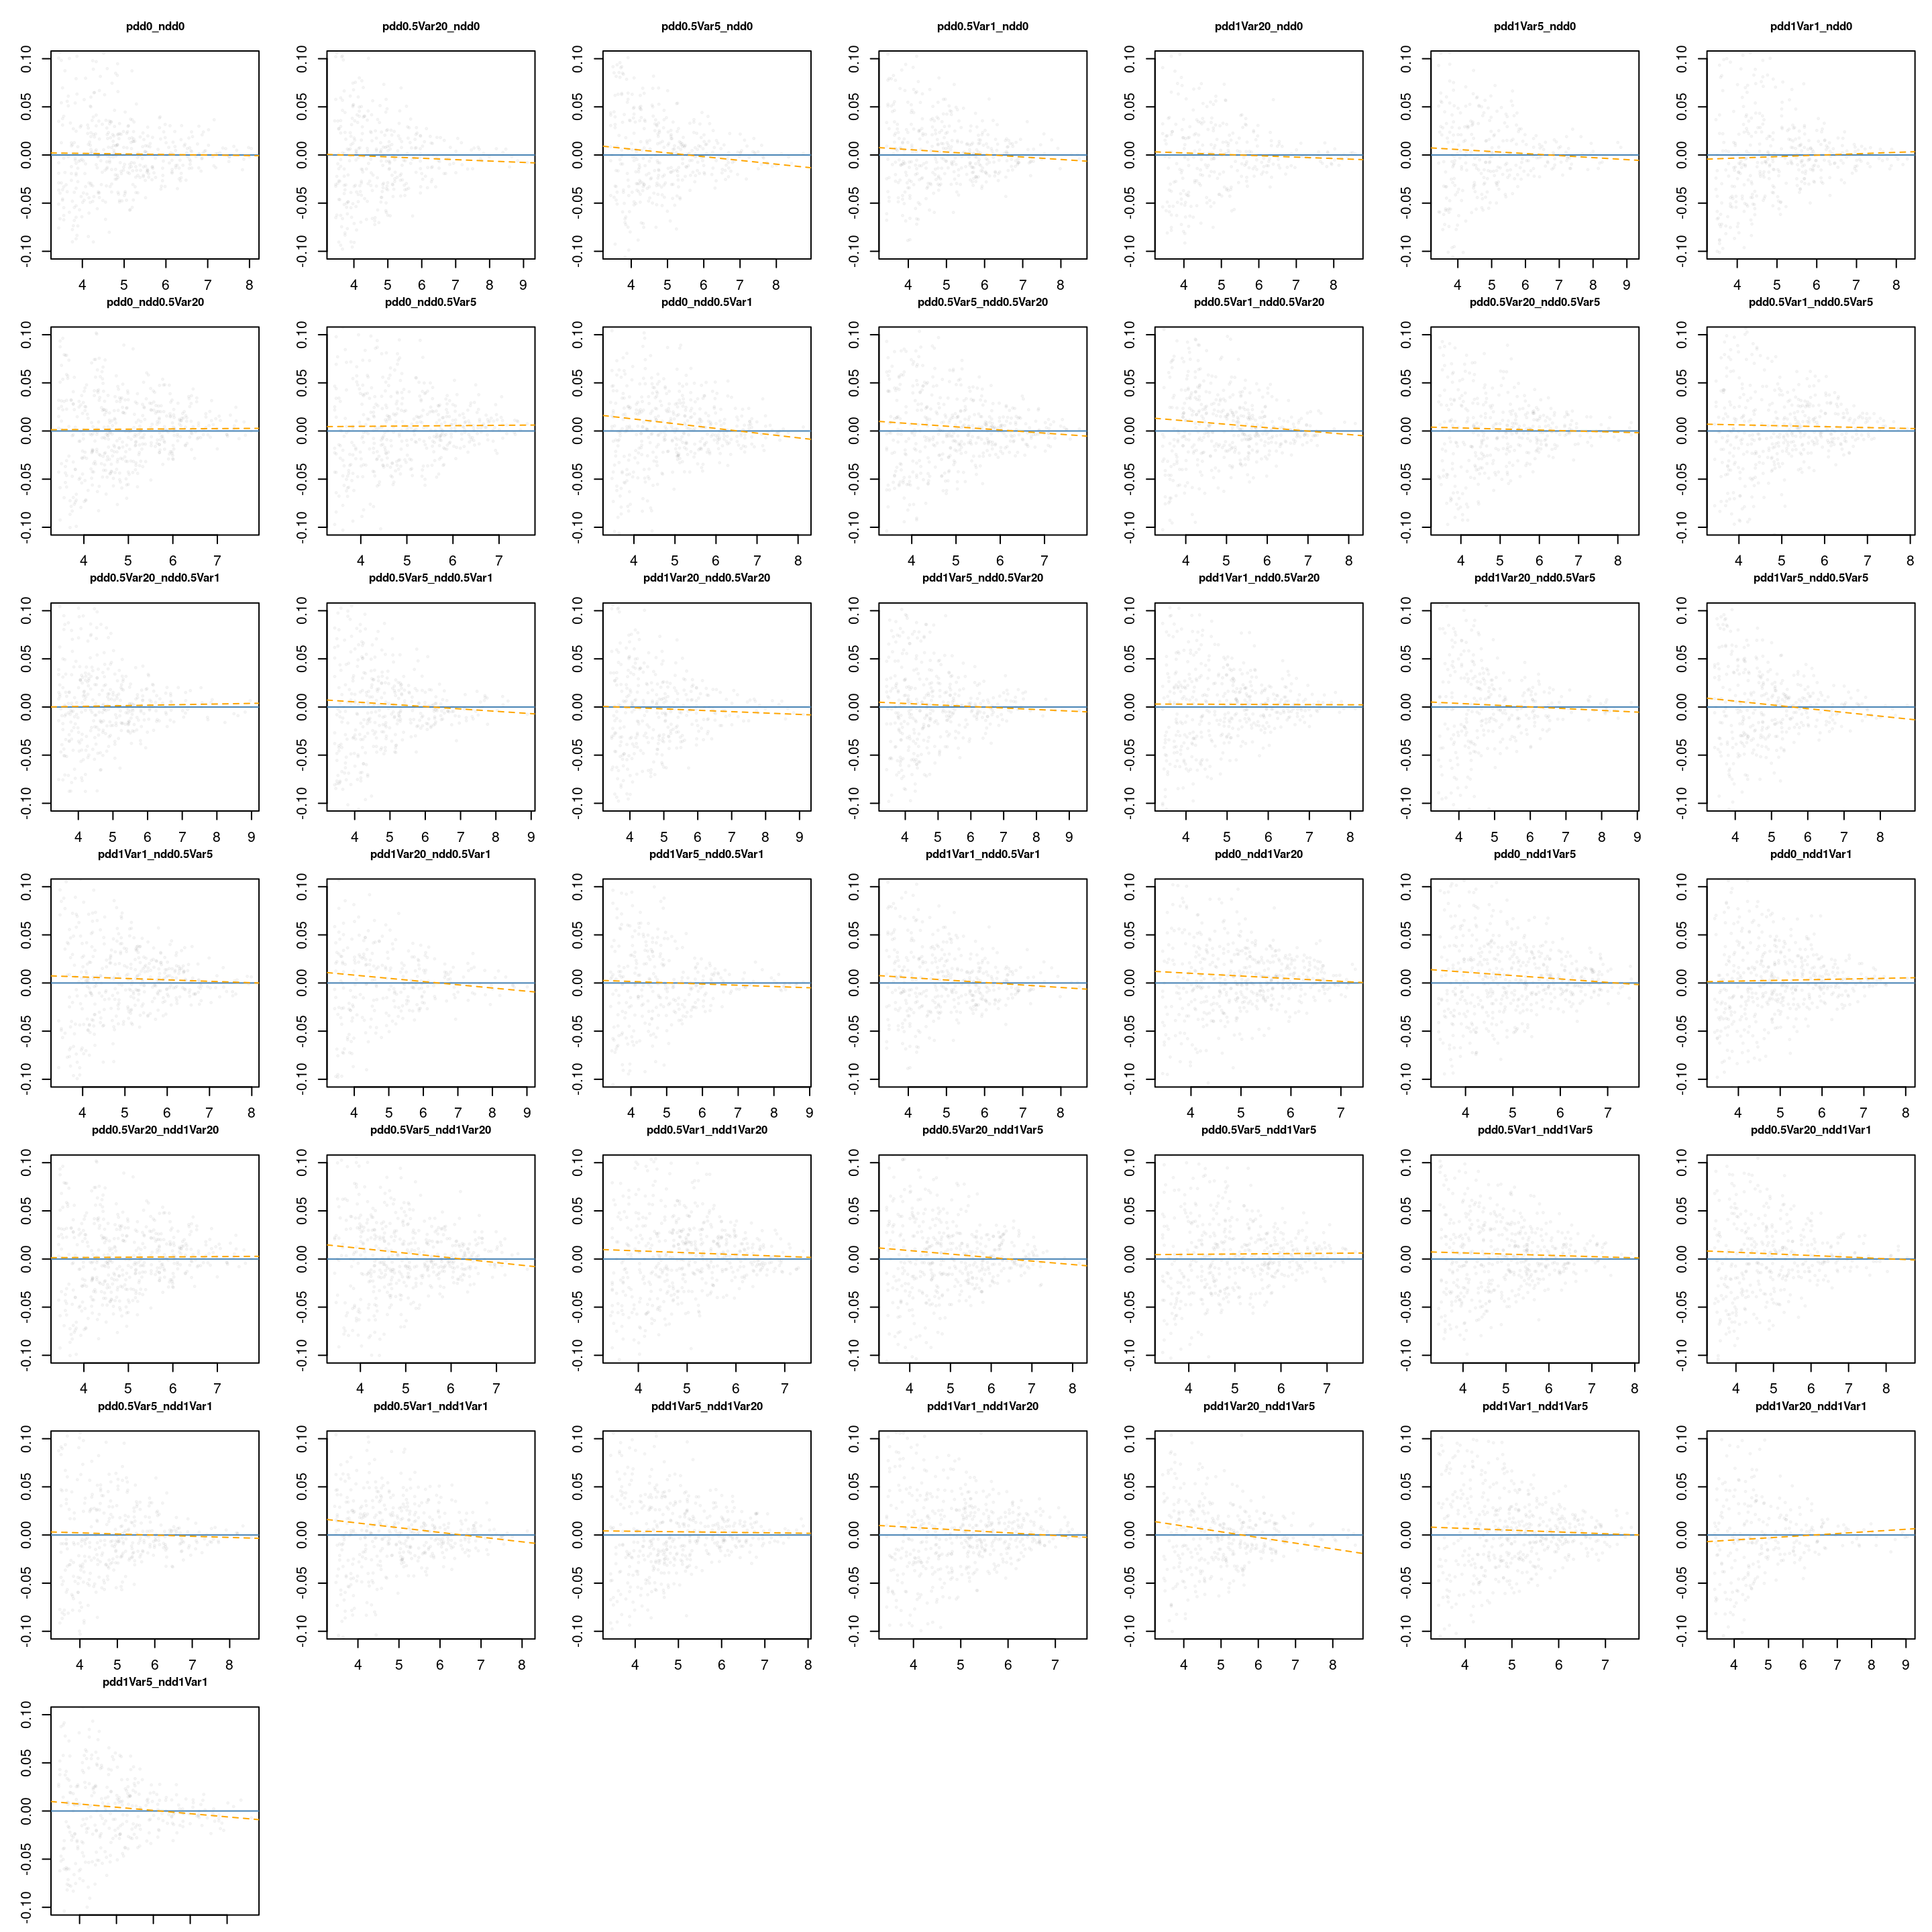 pdd0_ndd0
-0.10 -0.05 0.00 0.05 0.10
4 5 6 7 8
pdd0.5Var20_ndd0
-0.10 -0.05 0.00 0.05 0.10
4 5 6 7 8 9
pdd0.5Var5_ndd0
-0.10 -0.05 0.00 0.05 0.10
4 5 6 7 8
pdd0.5Var1_ndd0
-0.10 -0.05 0.00 0.05 0.10
4 5 6 7 8
pdd1Var20_ndd0
-0.10 -0.05 0.00 0.05 0.10
4 5 6 7 8
pdd1Var5_ndd0
-0.10 -0.05 0.00 0.05 0.10
4 5 6 7 8 9
pdd1Var1_ndd0
-0.10 -0.05 0.00 0.05 0.10
4 5 6 7 8
pdd0_ndd0.5Var20
-0.10 -0.05 0.00 0.05 0.10
4 5 6 7
pdd0_ndd0.5Var5
-0.10 -0.05 0.00 0.05 0.10
4 5 6 7
pdd0_ndd0.5Var1
-0.10 -0.05 0.00 0.05 0.10
4 5 6 7 8
pdd0.5Var5_ndd0.5Var20
-0.10 -0.05 0.00 0.05 0.10
4 5 6 7
pdd0.5Var1_ndd0.5Var20
-0.10 -0.05 0.00 0.05 0.10
4 5 6 7 8
pdd0.5Var20_ndd0.5Var5
-0.10 -0.05 0.00 0.05 0.10
4 5 6 7 8
pdd0.5Var1_ndd0.5Var5
-0.10 -0.05 0.00 0.05 0.10
4 5 6 7 8
pdd0.5Var20_ndd0.5Var1
-0.10 -0.05 0.00 0.05 0.10
4 5 6 7 8 9
pdd0.5Var5_ndd0.5Var1
-0.10 -0.05 0.00 0.05 0.10
4 5 6 7 8 9
pdd1Var20_ndd0.5Var20
-0.10 -0.05 0.00 0.05 0.10
4 5 6 7 8 9
pdd1Var5_ndd0.5Var20
-0.10 -0.05 0.00 0.05 0.10
4 5 6 7 8 9
pdd1Var1_ndd0.5Var20
-0.10 -0.05 0.00 0.05 0.10
4 5 6 7 8
pdd1Var20_ndd0.5Var5
-0.10 -0.05 0.00 0.05 0.10
4 5 6 7 8 9
pdd1Var5_ndd0.5Var5
-0.10 -0.05 0.00 0.05 0.10
4 5 6 7 8
pdd1Var1_ndd0.5Var5
-0.10 -0.05 0.00 0.05 0.10
4 5 6 7 8
pdd1Var20_ndd0.5Var1
-0.10 -0.05 0.00 0.05 0.10
4 5 6 7 8 9
pdd1Var5_ndd0.5Var1
-0.10 -0.05 0.00 0.05 0.10
4 5 6 7 8 9
pdd1Var1_ndd0.5Var1
-0.10 -0.05 0.00 0.05 0.10
4 5 6 7 8
pdd0_ndd1Var20
-0.10 -0.05 0.00 0.05 0.10
4 5 6 7
pdd0_ndd1Var5
-0.10 -0.05 0.00 0.05 0.10
4 5 6 7
pdd0_ndd1Var1
-0.10 -0.05 0.00 0.05 0.10
4 5 6 7 8
pdd0.5Var20_ndd1Var20
-0.10 -0.05 0.00 0.05 0.10
4 5 6 7
pdd0.5Var5_ndd1Var20
-0.10 -0.05 0.00 0.05 0.10
4 5 6 7
pdd0.5Var1_ndd1Var20
-0.10 -0.05 0.00 0.05 0.10
4 5 6 7
pdd0.5Var20_ndd1Var5
-0.10 -0.05 0.00 0.05 0.10
4 5 6 7 8
pdd0.5Var5_ndd1Var5
-0.10 -0.05 0.00 0.05 0.10
4 5 6 7
pdd0.5Var1_ndd1Var5
-0.10 -0.05 0.00 0.05 0.10
4 5 6 7 8
pdd0.5Var20_ndd1Var1
-0.10 -0.05 0.00 0.05 0.10
4 5 6 7 8
pdd0.5Var5_ndd1Var1
-0.10 -0.05 0.00 0.05 0.10
4 5 6 7 8
pdd0.5Var1_ndd1Var1
-0.10 -0.05 0.00 0.05 0.10
4 5 6 7 8
pdd1Var5_ndd1Var20
-0.10 -0.05 0.00 0.05 0.10
4 5 6 7 8
pdd1Var1_ndd1Var20
-0.10 -0.05 0.00 0.05 0.10
4 5 6 7
pdd1Var20_ndd1Var5
-0.10 -0.05 0.00 0.05 0.10
4 5 6 7 8
pdd1Var1_ndd1Var5
-0.10 -0.05 0.00 0.05 0.10
4 5 6 7
pdd1Var20_ndd1Var1
-0.10 -0.05 0.00 0.05 0.10
4 5 6 7 8 9
pdd1Var5_ndd1Var1
-0.10 -0.05 0.00 0.05 0.10